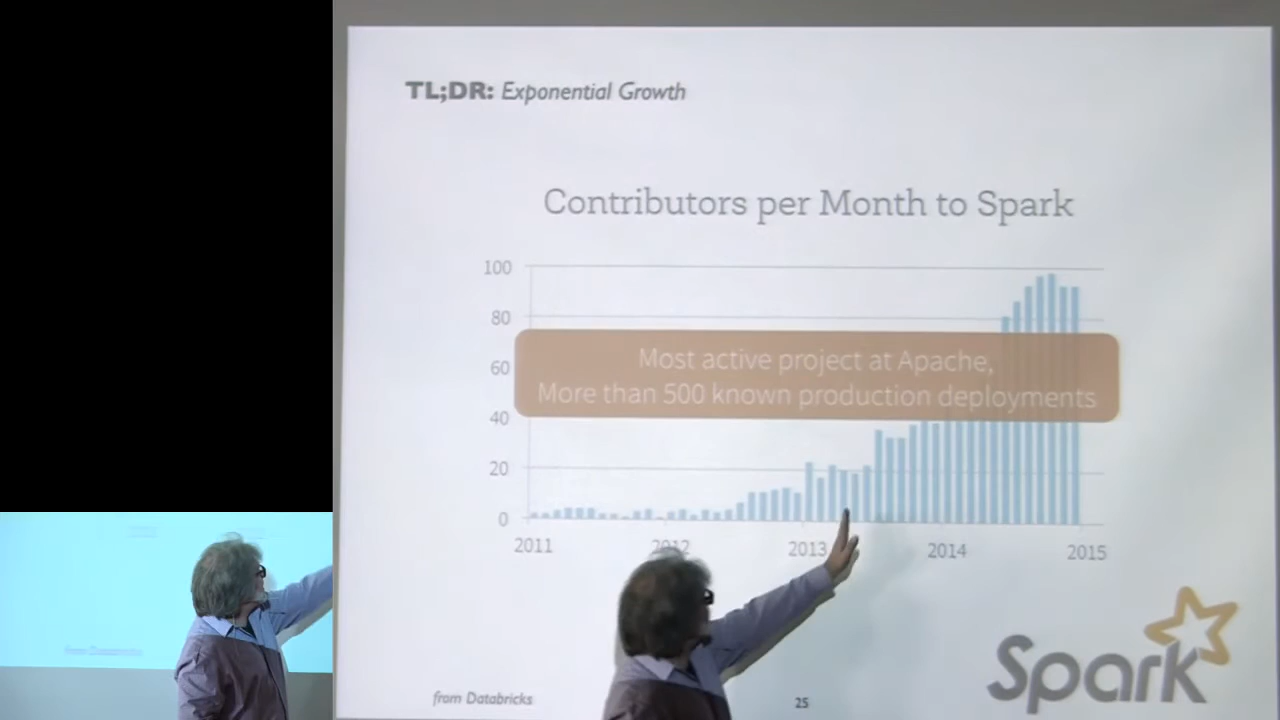 TL;DR: Exponential Growth
Contributors per Month to Spark
100
80
60
40
20
0
Most active project at Apache,
More than 500 known production deployments
2011 2012 2013 2014 2015
Spark
from Databricks
25